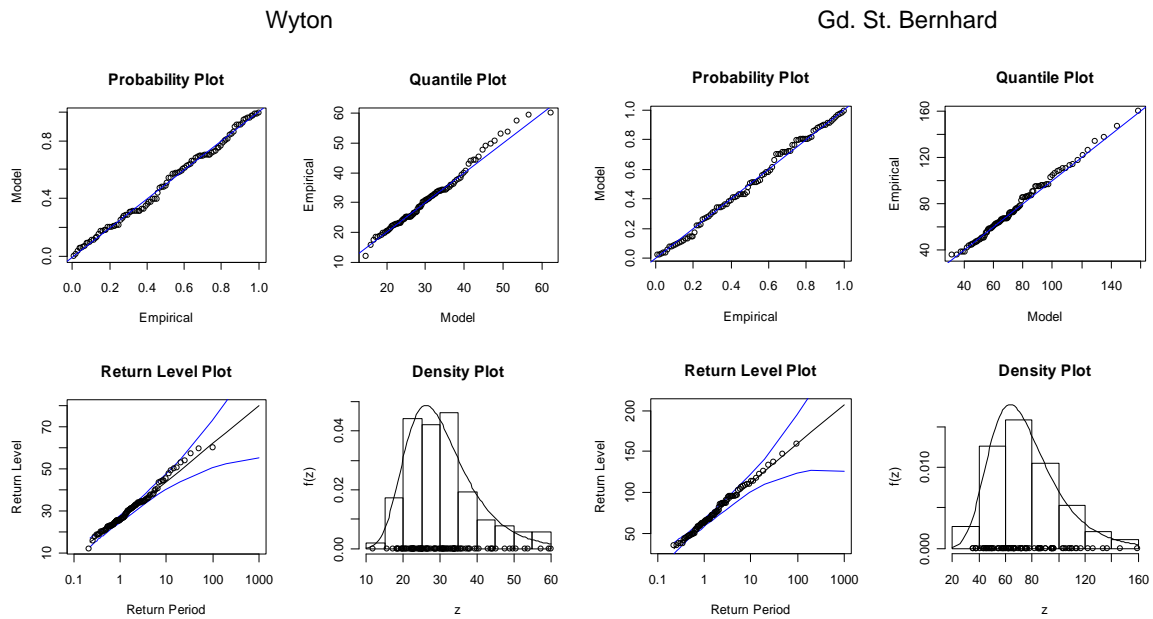 Wyton
Gd. St. Bernhard
Probability Plot
Model
0.0 0.4 0.8
0.0 0.2 0.4 0.6 0.8 1.0
Empirical
Quantile Plot
Empirical
10 20 30 40 50 60
20 30 40 50 60
Model
Probability Plot
Model
0.0 0.2 0.4 0.6 0.8 1.0
0.0 0.2 0.4 0.6 0.8 1.0
Empirical
Quantile Plot
Empirical
40 80 120 160
40 60 80 100 140
Model
Return Level Plot
Return Level
10 30 50 70
0.1 1 10 100 1000
Return Period
Density Plot
f(z)
0.00 0.02 0.04
10 20 30 40 50 60
z
Return Level Plot
Return Level
50 100 150 200
0.1 1 10 100 1000
Return Period
Density Plot
f(z)
0.000 0.010
20 40 60 80 120 160
z